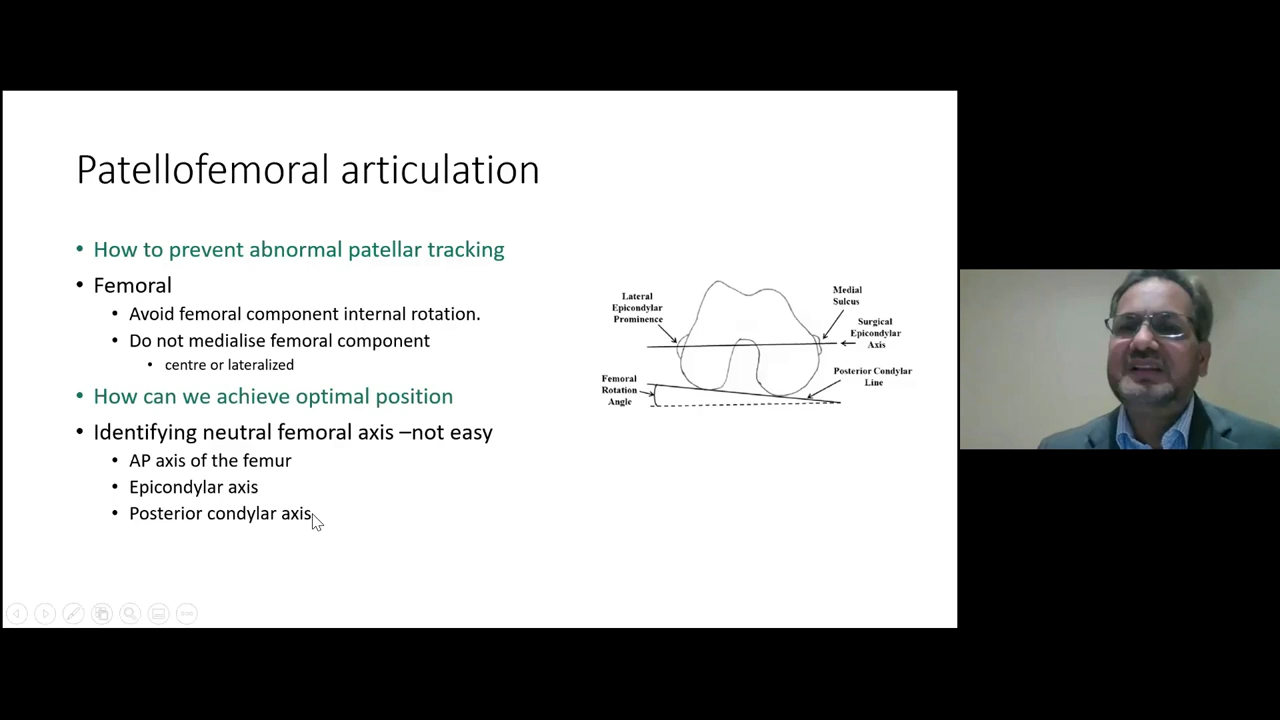 Patellofemoral articulation
• How to prevent abnormal patellar tracking
• Femoral
• Avoid femoral component internal rotation.
• Do not medialise femoral component
• centre or lateralized
• How can we achieve optimal position
• Identifying neutral femoral axis –not easy
• AP axis of the femur
• Epicondylar axis
• Posterior condylar axis
Lateral
Epicondylar
Prominence
Medial
Sulcus
Surgical
Epicondylar
Axis
Femoral
Rotation
Angle
Posterior Condylar
Line